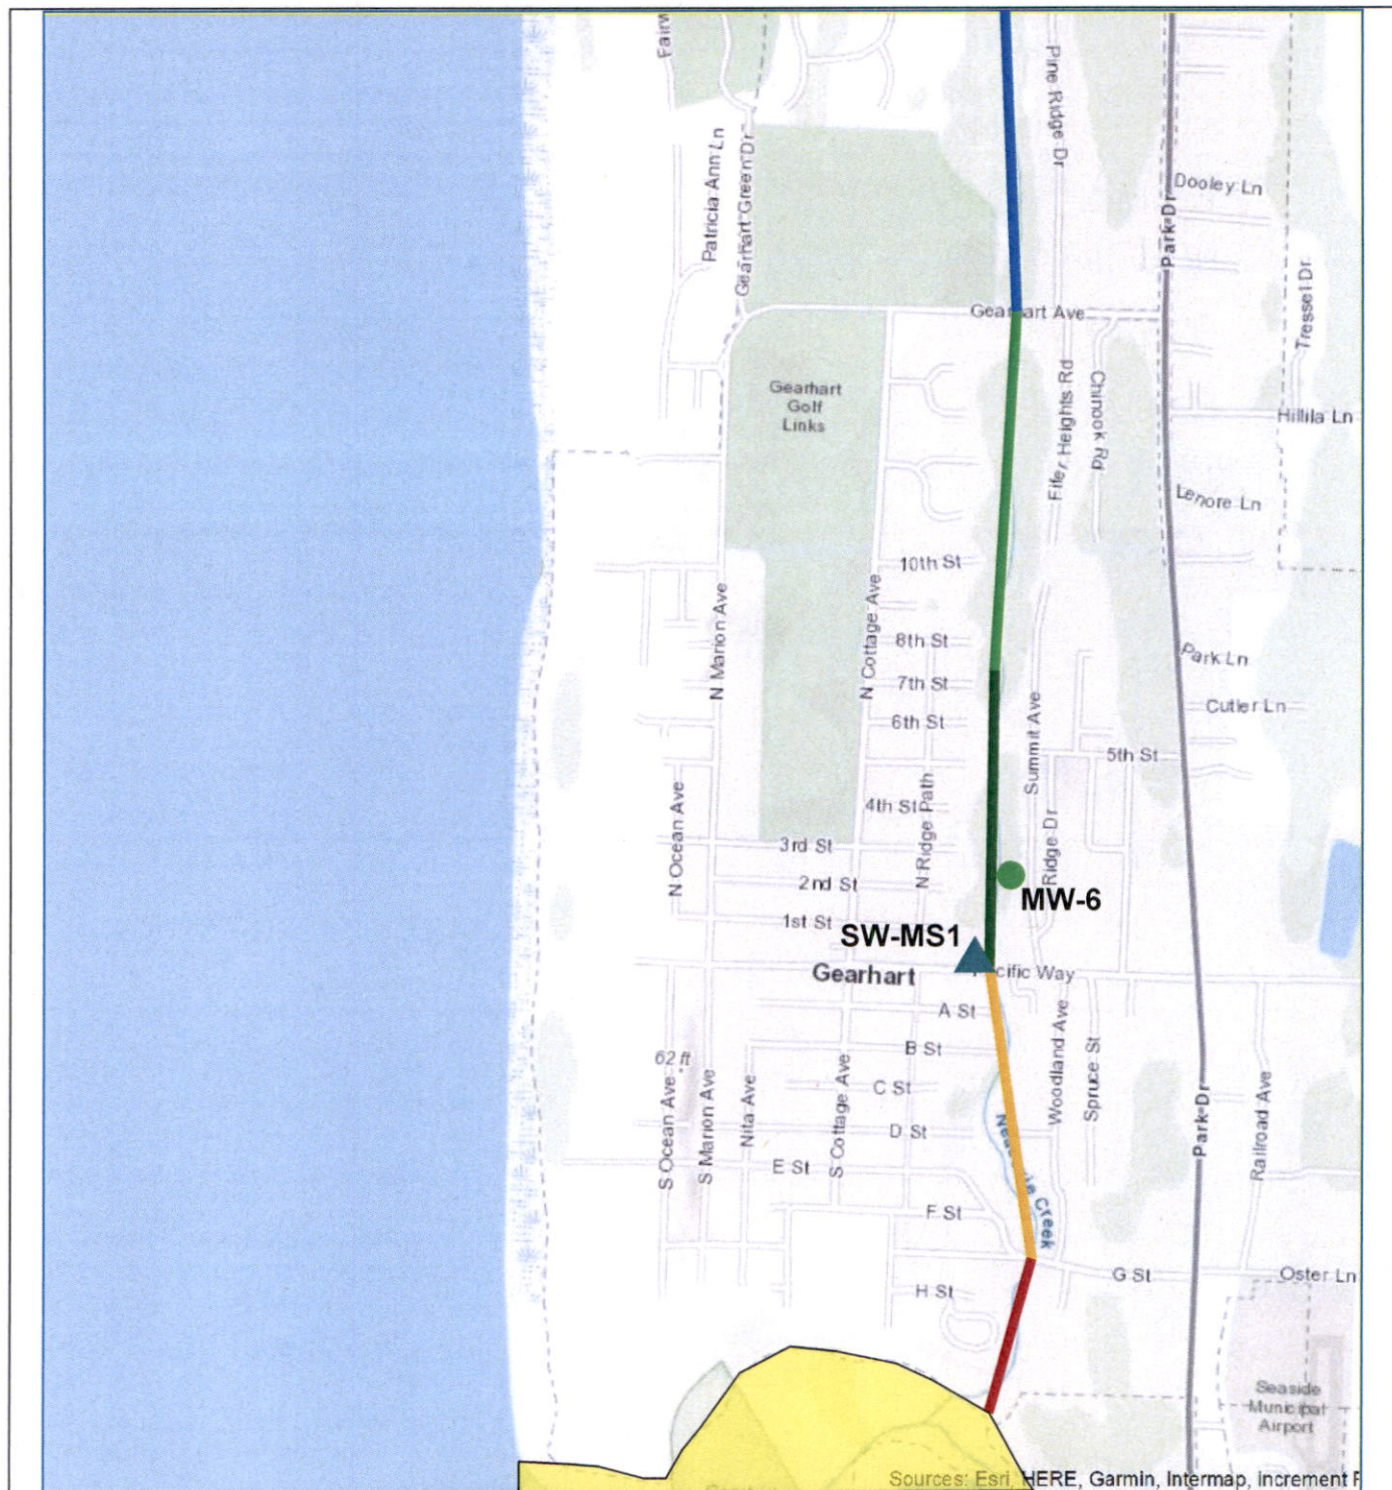 Pine Ridge Dr
Patricia Ann Ln
Gearhart Green Dr
Dooley Ln
Park Dr
Tressel Dr
Gearhart Ave
Gearhart
Golf
Links
Fifer Heights Rd
Chinook Rd
Hillila Ln
Lenore Ln
10th St
N Marion Ave
N Cottage Ave
8th St
Park Ln
7th St
Cutler Ln
6th St
Summit Ave
5th St
N Ocean Ave
4th St
N Ridge Path
3rd St
Ridge Dr
2nd St
MW-6
1st St
SW-MS1
Gearhart
cific Way
A St
B St
62 ft
C St
Woodland Ave
Spruce St
S Ocean Ave
S Marion Ave
Nita Ave
S Cottage Ave
D St
Park Dr
Railroad Ave
E St
Creek
F St
G St
Oster Ln
H St
Seaside
Municipal
Airport
Sources: Esri, HERE, Garmin, Intermap, increment P